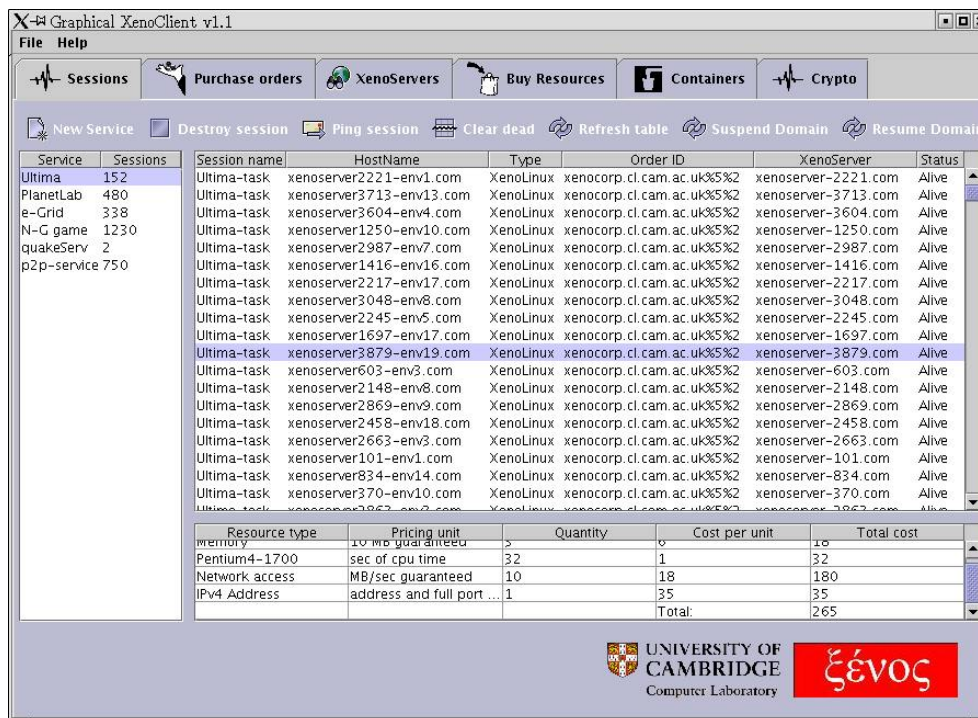 Graphical XenoClient v1.1
File Help
Sessions Purchase orders XenoServers Buy Resources Containers Crypto
New Service Destroy session Ping session Clear dead Refresh table Suspend Domain Resume Domai
Service Sessions
Ultima 152
PlanetLab 480
e-Grid 338
N-G game 1230
quakeServ 2
p2p-service 750
Session name HostName Type Order ID XenoServer Status
Ultima-task xenoserver2221-env1.com XenoLinux xenocorp.cl.cam.ac.uk%5%2 xenoserver-2221.com Alive
Ultima-task xenoserver3713-env13.com XenoLinux xenocorp.cl.cam.ac.uk%5%2 xenoserver-3713.com Alive
Ultima-task xenoserver3604-env4.com XenoLinux xenocorp.cl.cam.ac.uk%5%2 xenoserver-3604.com Alive
Ultima-task xenoserver1250-env10.com XenoLinux xenocorp.cl.cam.ac.uk%5%2 xenoserver-1250.com Alive
Ultima-task xenoserver2987-env7.com XenoLinux xenocorp.cl.cam.ac.uk%5%2 xenoserver-2987.com Alive
Ultima-task xenoserver1416-env16.com XenoLinux xenocorp.cl.cam.ac.uk%5%2 xenoserver-1416.com Alive
Ultima-task xenoserver2217-env17.com XenoLinux xenocorp.cl.cam.ac.uk%5%2 xenoserver-2217.com Alive
Ultima-task xenoserver3048-env8.com XenoLinux xenocorp.cl.cam.ac.uk%5%2 xenoserver-3048.com Alive
Ultima-task xenoserver2245-env5.com XenoLinux xenocorp.cl.cam.ac.uk%5%2 xenoserver-2245.com Alive
Ultima-task xenoserver1697-env17.com XenoLinux xenocorp.cl.cam.ac.uk%5%2 xenoserver-1697.com Alive
Ultima-task xenoserver3879-env19.com XenoLinux xenocorp.cl.cam.ac.uk%5%2 xenoserver-3879.com Alive
Ultima-task xenoserver603-env3.com XenoLinux xenocorp.cl.cam.ac.uk%5%2 xenoserver-603.com Alive
Ultima-task xenoserver2148-env8.com XenoLinux xenocorp.cl.cam.ac.uk%5%2 xenoserver-2148.com Alive
Ultima-task xenoserver2869-env9.com XenoLinux xenocorp.cl.cam.ac.uk%5%2 xenoserver-2869.com Alive
Ultima-task xenoserver2458-env18.com XenoLinux xenocorp.cl.cam.ac.uk%5%2 xenoserver-2458.com Alive
Ultima-task xenoserver2663-env3.com XenoLinux xenocorp.cl.cam.ac.uk%5%2 xenoserver-2663.com Alive
Ultima-task xenoserver101-env1.com XenoLinux xenocorp.cl.cam.ac.uk%5%2 xenoserver-101.com Alive
Ultima-task xenoserver834-env14.com XenoLinux xenocorp.cl.cam.ac.uk%5%2 xenoserver-834.com Alive
Ultima-task xenoserver370-env10.com XenoLinux xenocorp.cl.cam.ac.uk%5%2 xenoserver-370.com Alive
Resource type Pricing unit Quantity Cost per unit Total cost
Memory 10 MB guaranteed 3 6 18
Pentium4-1700 sec of cpu time 32 1 32
Network access MB/sec guaranteed 10 18 180
IPv4 Address address and full port ... 1 35 35
Total: 265
UNIVERSITY OF
CAMBRIDGE
Computer Laboratory
ξένος